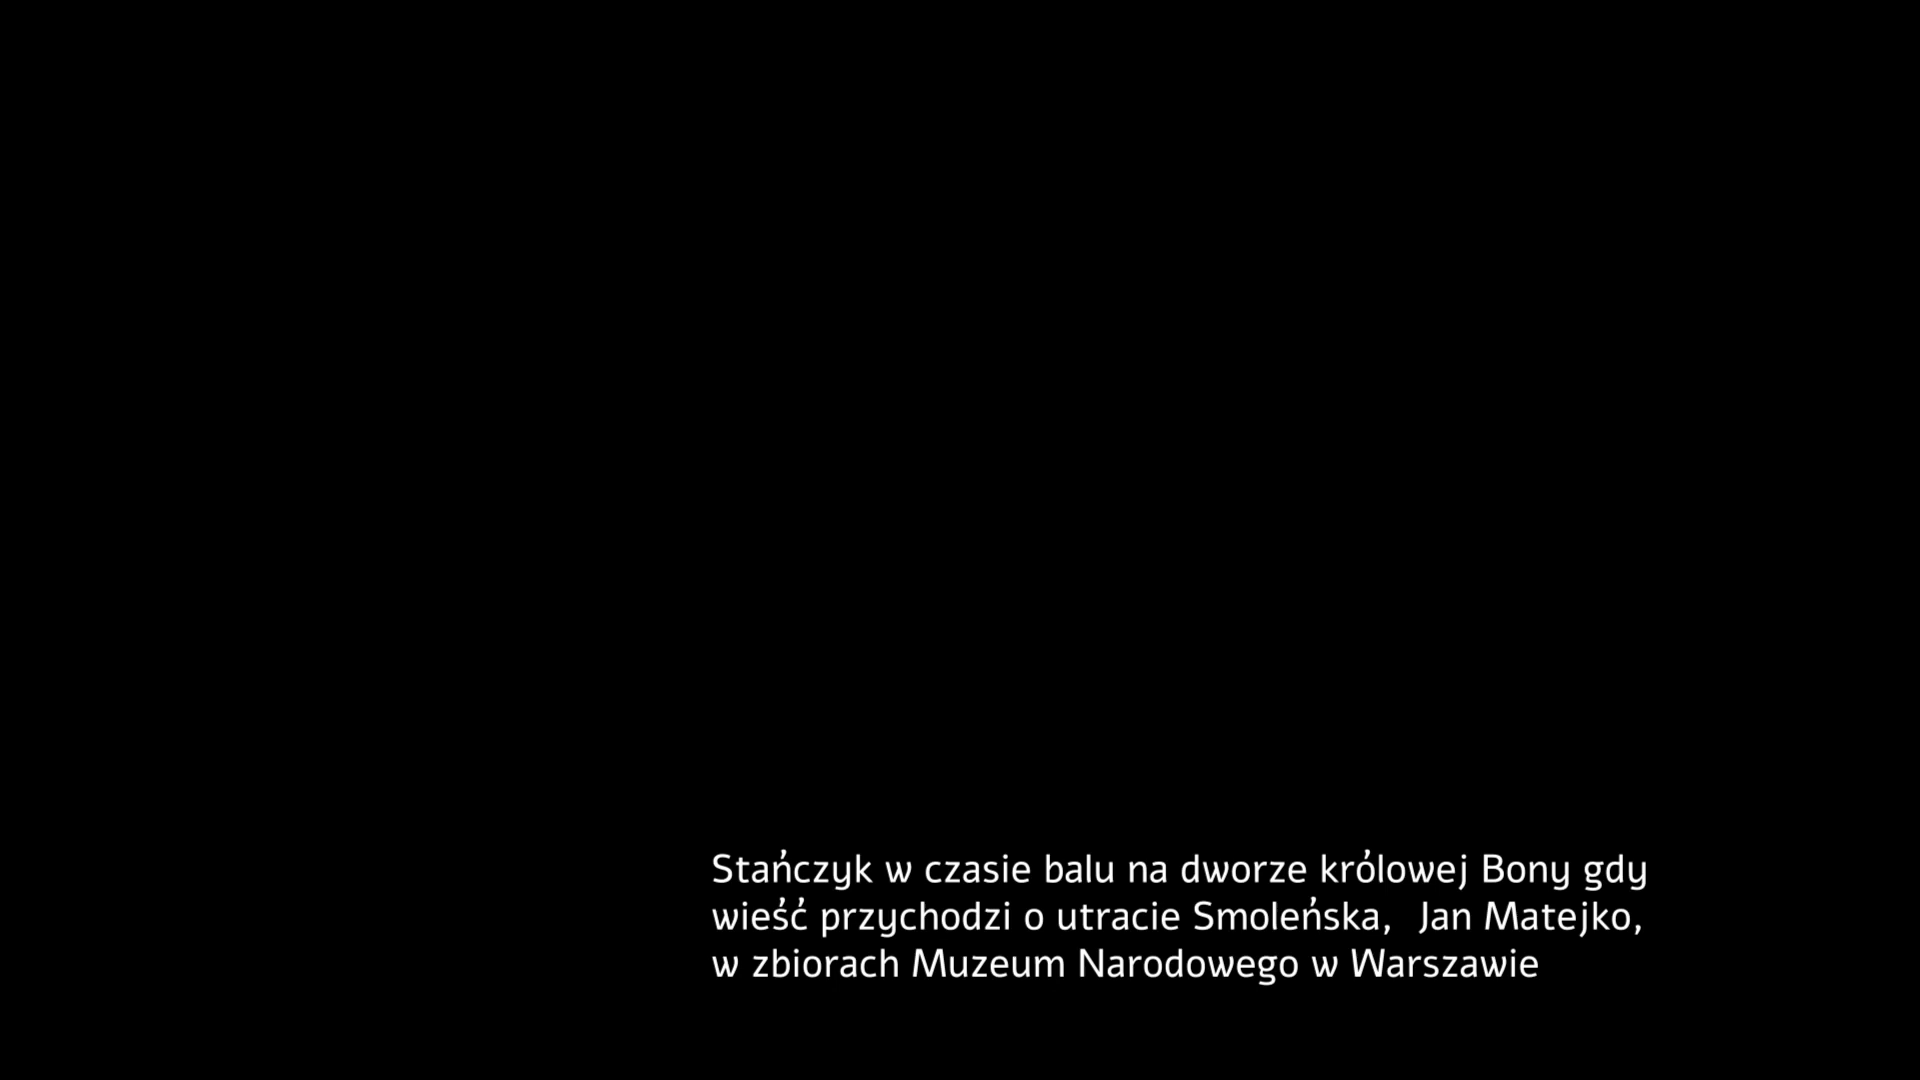 Stańczyk w czasie balu na dworze królowej Bony gdy
wieść przychodzi o utracie Smoleńska,  Jan Matejko,
w zbiorach Muzeum Narodowego w Warszawie